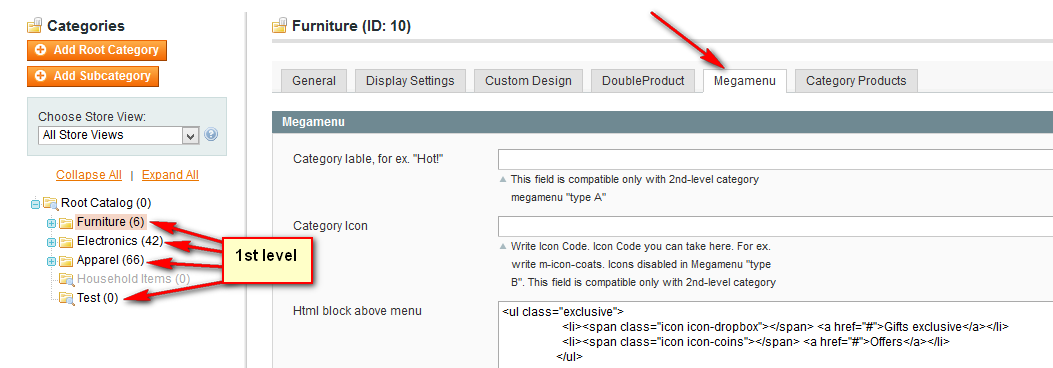 Categories
Add Root Category
Add Subcategory
Choose Store View:
All Store Views
Collapse All | Expand All
Root Catalog (0)
Furniture (6)
Electronics (42)
Apparel (66)
Household Items (0)
Test (0)
1st level
Furniture (ID: 10)
General
Display Settings
Custom Design
DoubleProduct
Megamenu
Category Products
Megamenu
Category lable, for ex. "Hot!"
This field is compatible only with 2nd-level category
megamenu "type A"
Category Icon
Write Icon Code. Icon Code you can take here. For ex.
write m-icon-coats. Icons disabled in Megamenu "type
B". This field is compatible only with 2nd-level category
Html block above menu
<ul class="exclusive">
<li><span class="icon icon-dropbox"></span> <a href="#">Gifts exclusive</a></li>
<li><span class="icon icon-coins"></span> <a href="#">Offers</a></li>
</ul>